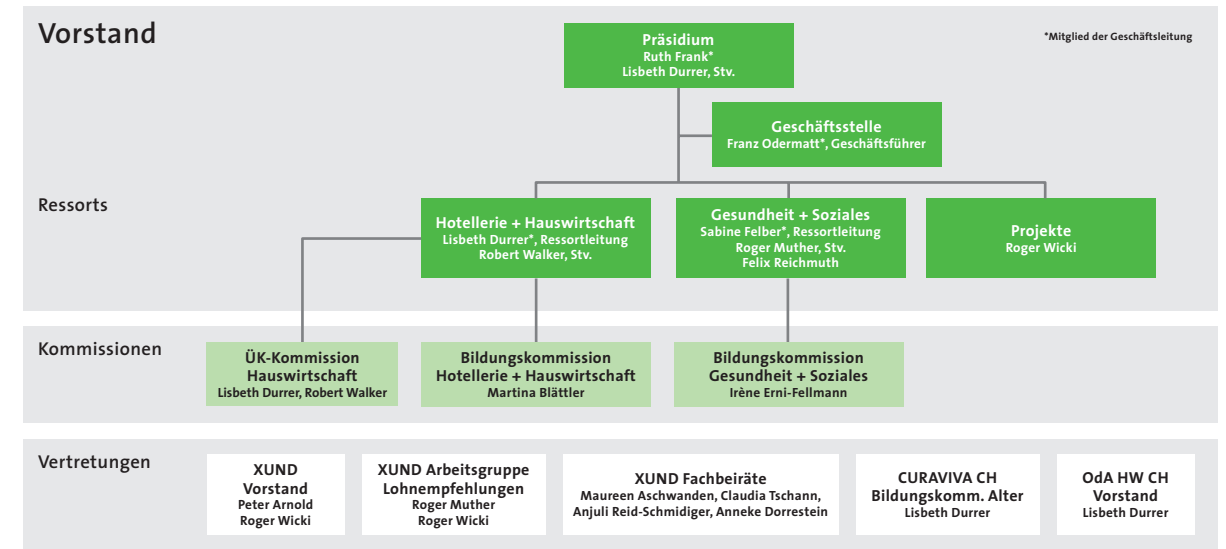 Vorstand
*Mitglied der Geschäftsleitung
Präsidium
Ruth Frank*
Lisbeth Durrer, Stv.
Geschäftsstelle
Franz Odermatt*, Geschäftsführer
Ressorts
Hotellerie + Hauswirtschaft
Lisbeth Durrer*, Ressortleitung
Robert Walker, Stv.
Gesundheit + Soziales
Sabine Felber*, Ressortleitung
Roger Muther, Stv.
Felix Reichmuth
Projekte
Roger Wicki
Kommissionen
ÜK-Kommission
Hauswirtschaft
Lisbeth Durrer, Robert Walker
Bildungskommission
Hotellerie + Hauswirtschaft
Martina Blättler
Bildungskommission
Gesundheit + Soziales
Irène Erni-Fellmann
Vertretungen
XUND
Vorstand
Peter Arnold
Roger Wicki
XUND Arbeitsgruppe
Lohnempfehlungen
Roger Muther
Roger Wicki
XUND Fachbeiräte
Maureen Aschwanden, Claudia Tschann,
Anjuli Reid-Schmidiger, Anneke Dorrestein
CURAVIVA CH
Bildungskomm. Alter
Lisbeth Durrer
OdA HW CH
Vorstand
Lisbeth Durrer